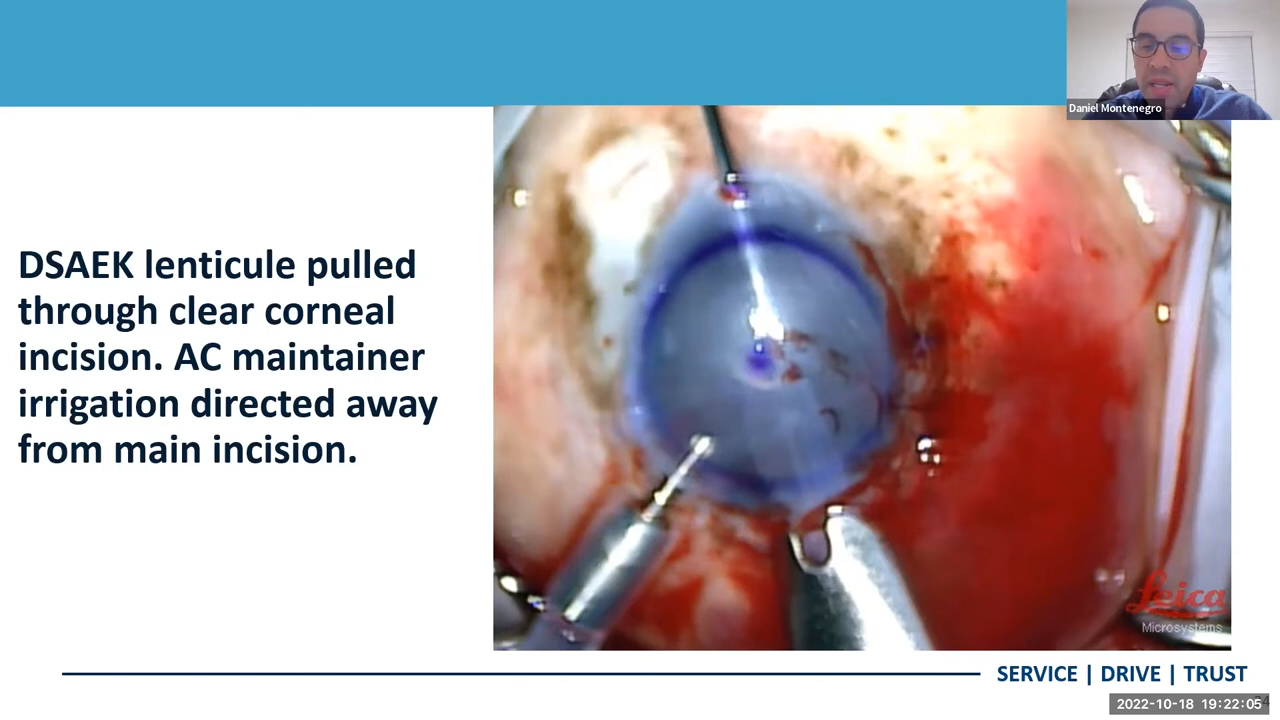 Daniel Montenegro
DSAEK lenticule pulled
through clear corneal
incision. AC maintainer
irrigation directed away
from main incision.
Leica
Microsystems
SERVICE | DRIVE | TRUST
2022-10-18 19:22:05